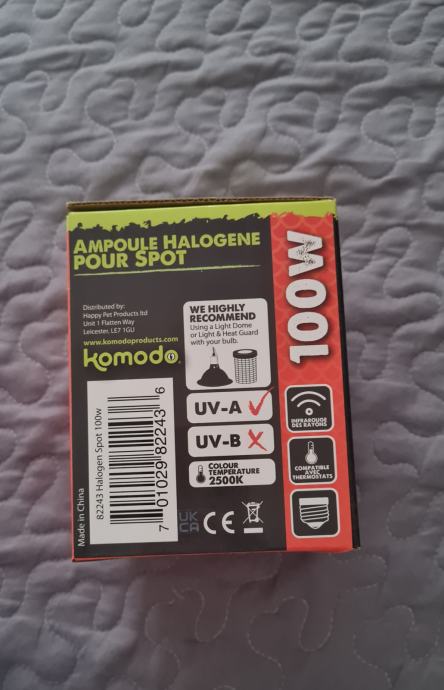 AMPOULE HALOGENE
POUR SPOT
100W
Distributed by:
Happy Pet Products ltd
Unit 1 Flatten Way
Leicester, LE7 1GU
www.komodoproducts.com
komodo
WE HIGHLY
RECOMMEND
Using a Light Dome
or Light & Heat Guard
with your bulb.
UV-A
UV-B
COLOUR
TEMPERATURE
2500K
INFRAROUGE
DES RAYONS
COMPATIBLE
AVEC
THERMOSTATS
Made in China
82243 Halogen Spot 100w
7 01029 82243 6
UK
CA
CE